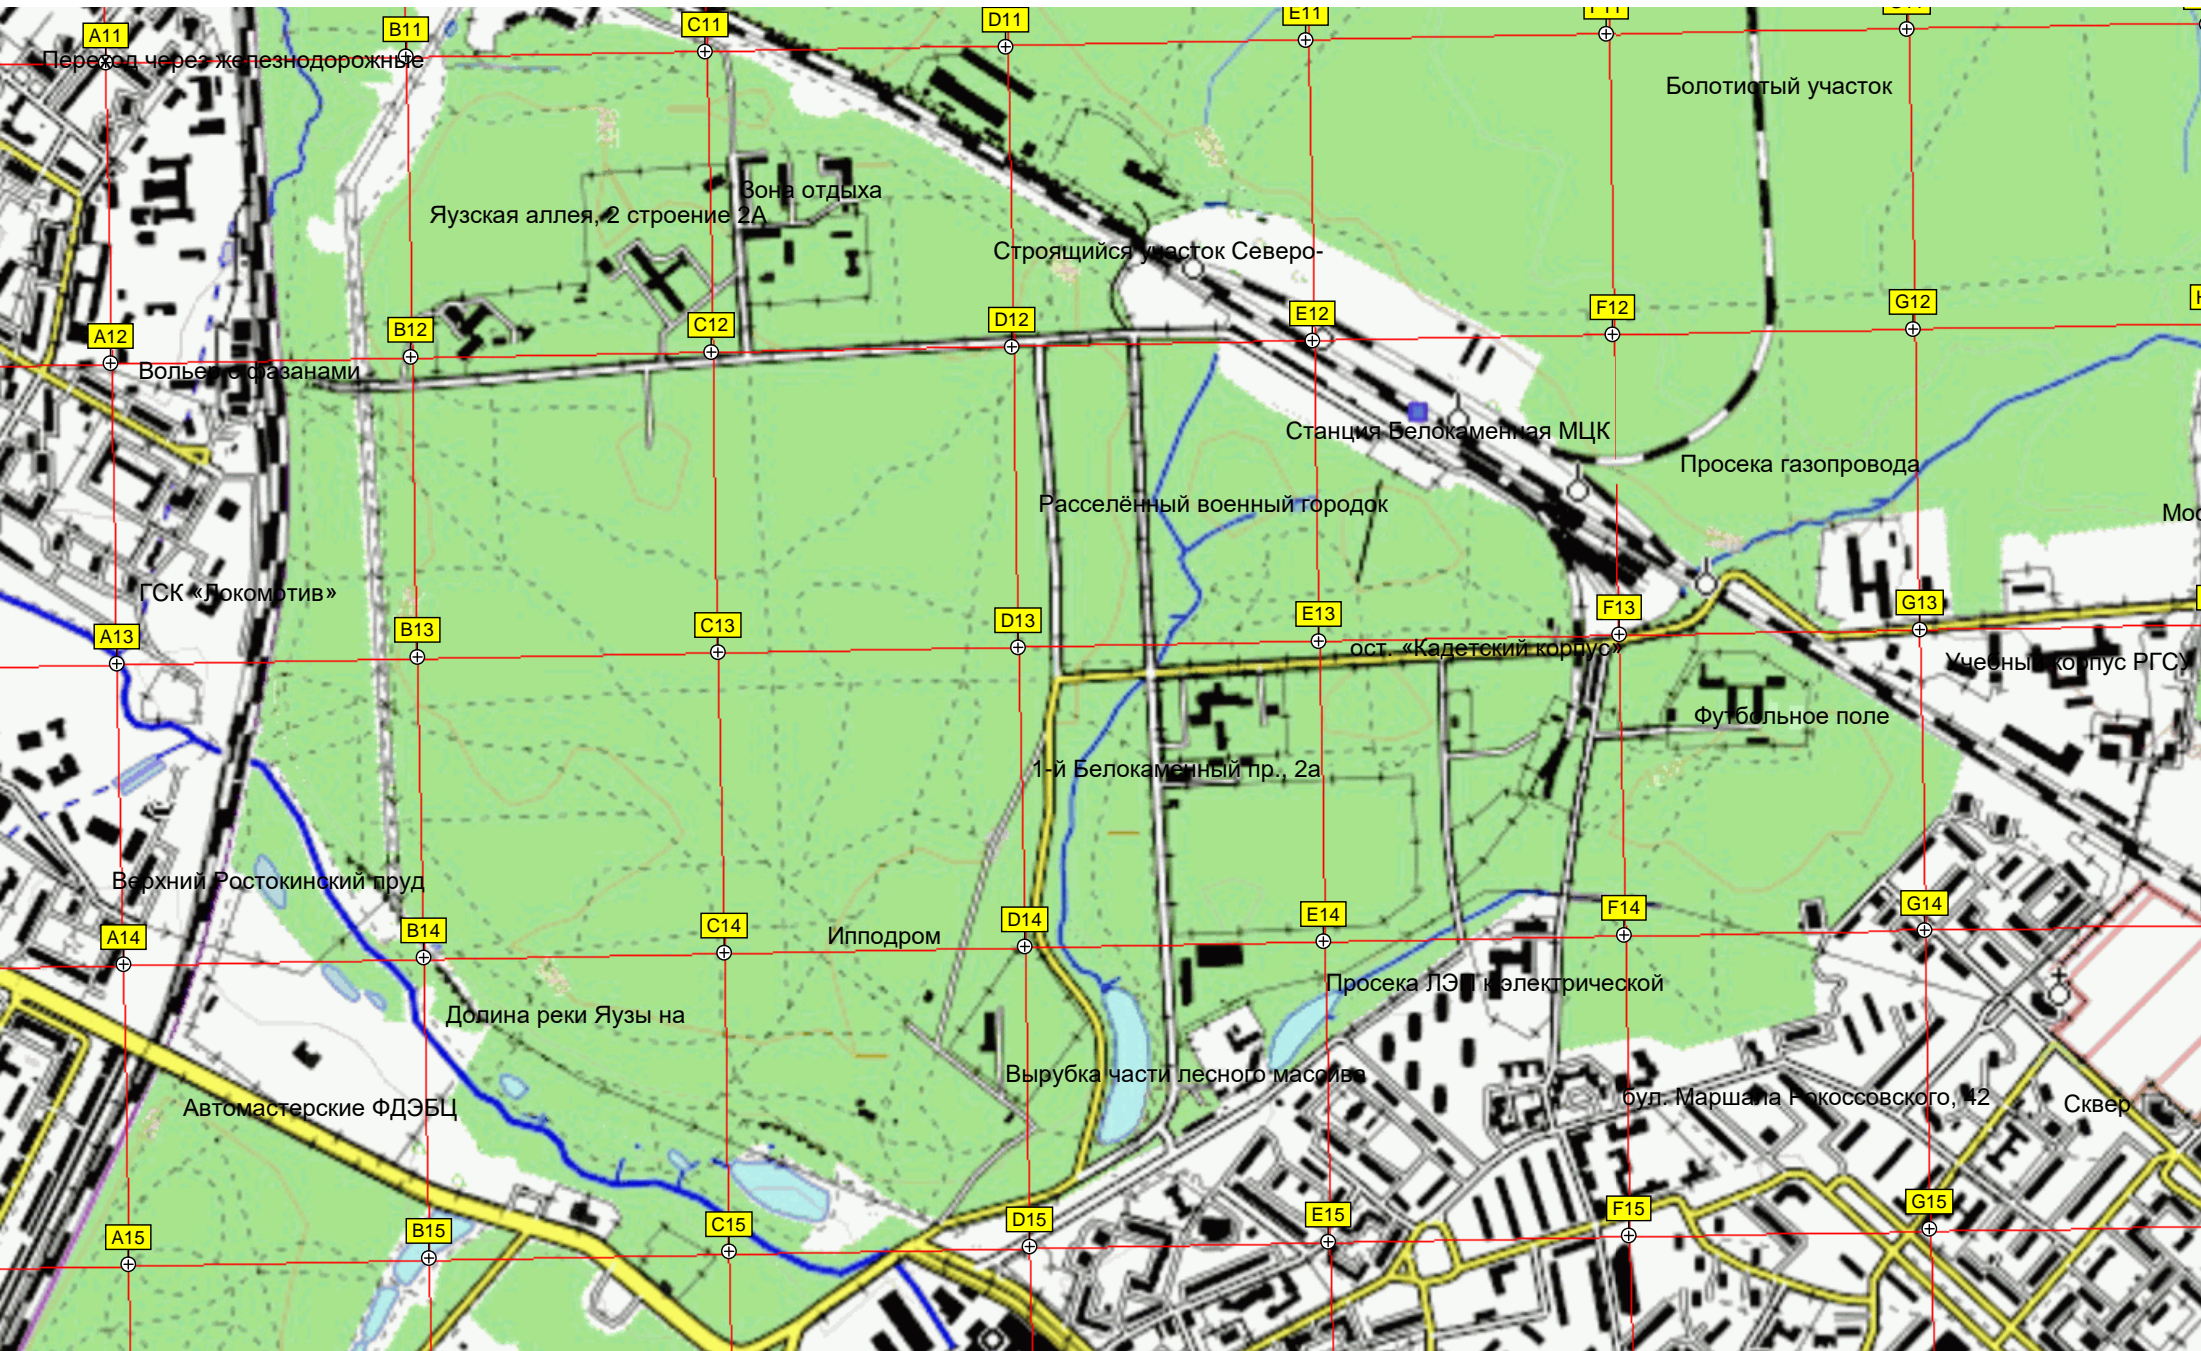 A11
B11
C11
D11
E11
Переход через железнодорожные
Болотистый участок
Зона отдыха
Яузская аллея, 2 строение 2А
Строящийся участок Северо-
A12
B12
C12
D12
E12
F12
G12
Вольер с фазанами
Станция Белокаменная МЦК
Просека газопровода
Расселённый военный городок
ГСК «Локомотив»
A13
B13
C13
D13
E13
F13
G13
ост. «Кадетский корпус»
Учебный корпус РГСУ
Футбольное поле
1-й Белокаменный пр., 2а
Верхний Ростокинский пруд
A14
B14
C14
D14
E14
F14
G14
Ипподром
Просека ЛЭП к электрической
Долина реки Яузы на
Вырубка части лесного массива
Автомастерские ФДЭБЦ
бул. Маршала Рокоссовского, 42
Сквер
A15
B15
C15
D15
E15
F15
G15